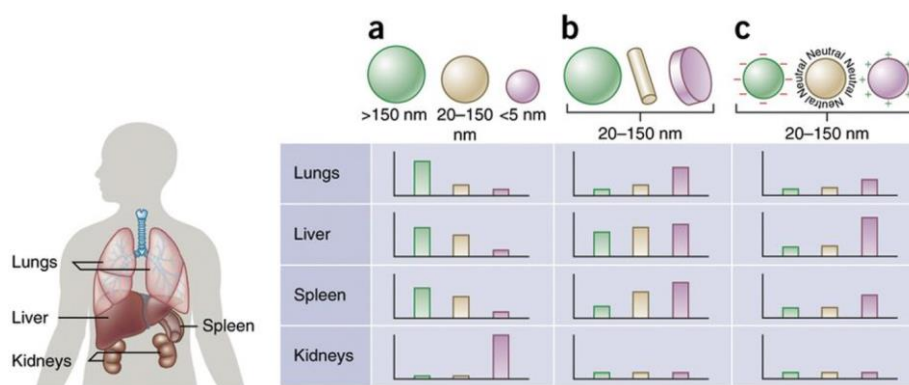 a
b
c
>150 nm
20–150
nm
<5 nm
20–150 nm
Neutral Neutral Neutral Neutral
20–150 nm
Lungs
Liver
Spleen
Kidneys
Lungs
Liver
Spleen
Kidneys